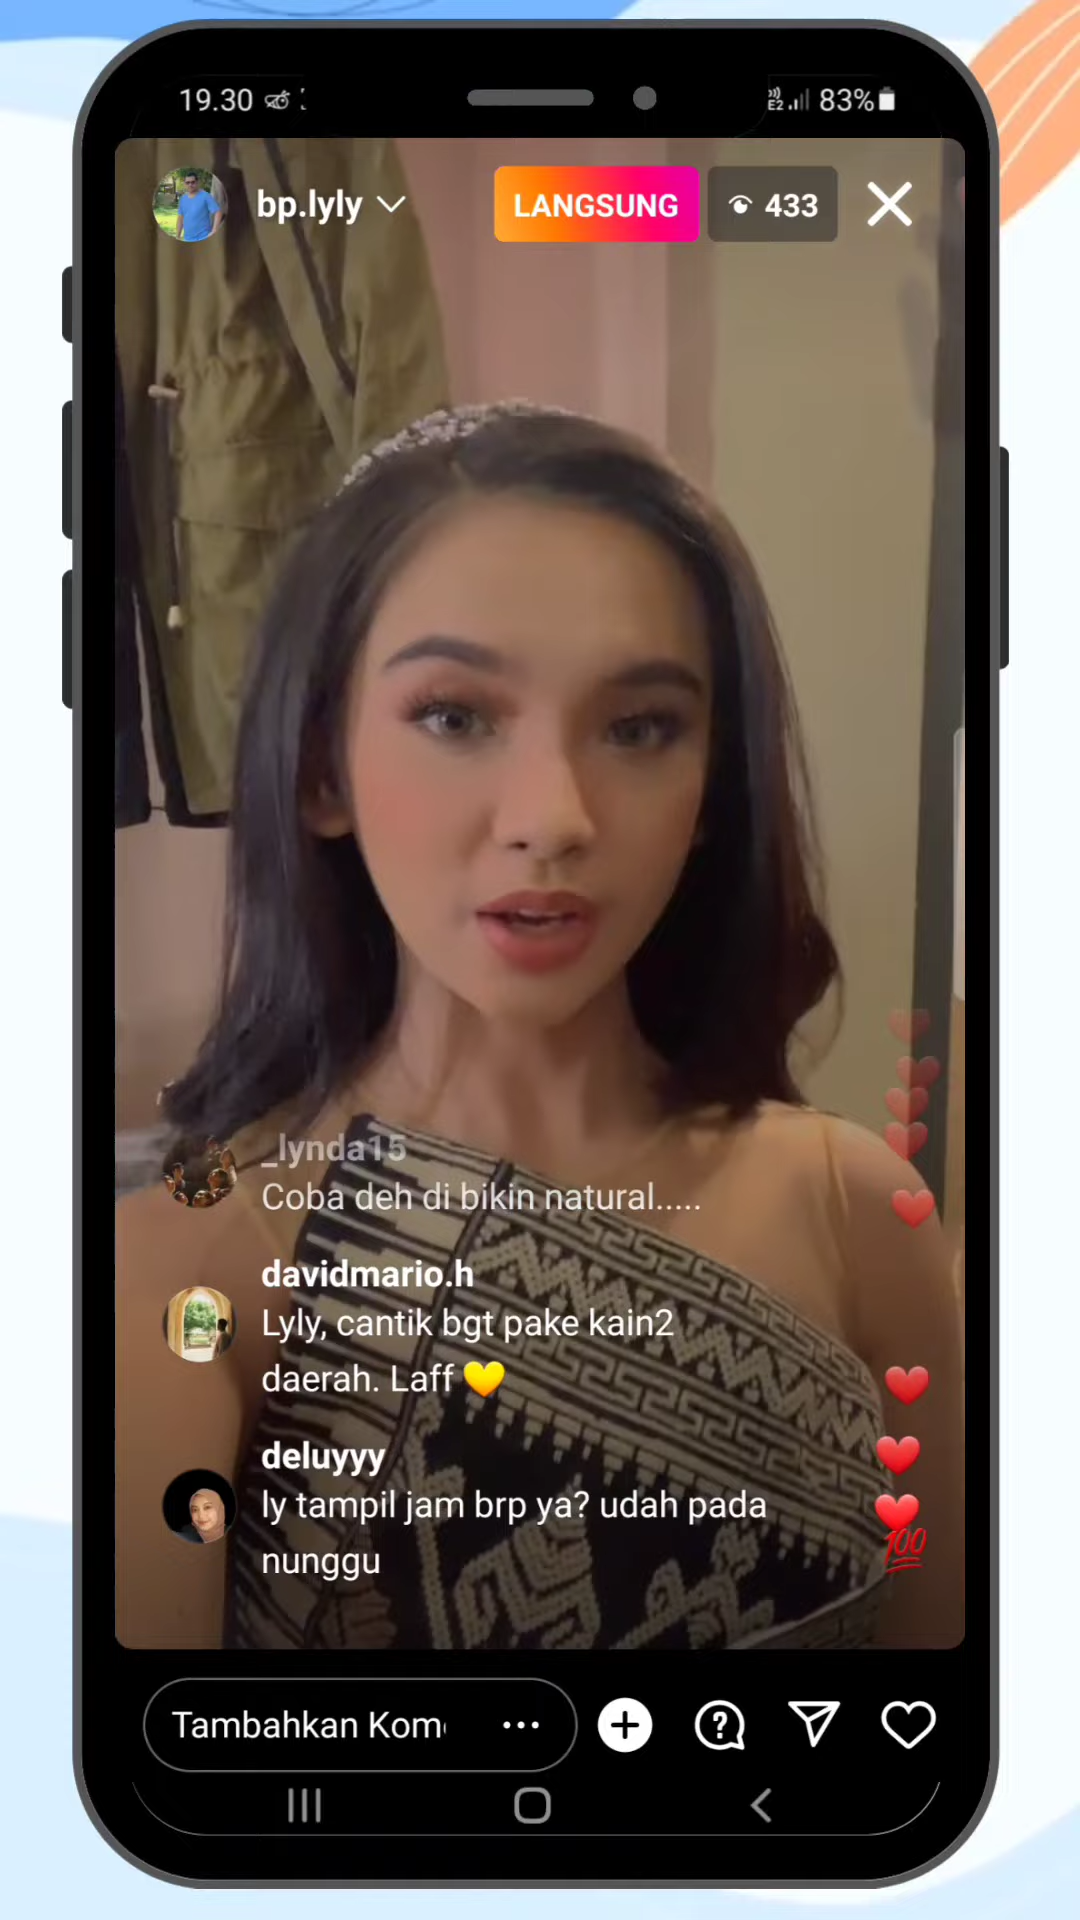 19.30
83%
bp.lyly
LANGSUNG
433
_lynda15
Coba deh di bikin natural.....
davidmario.h
Lyly, cantik bgt pake kain2
daerah. Laff 💛
deluyyy
ly tampil jam brp ya? udah pada
nunggu
💯
Tambahkan Kom